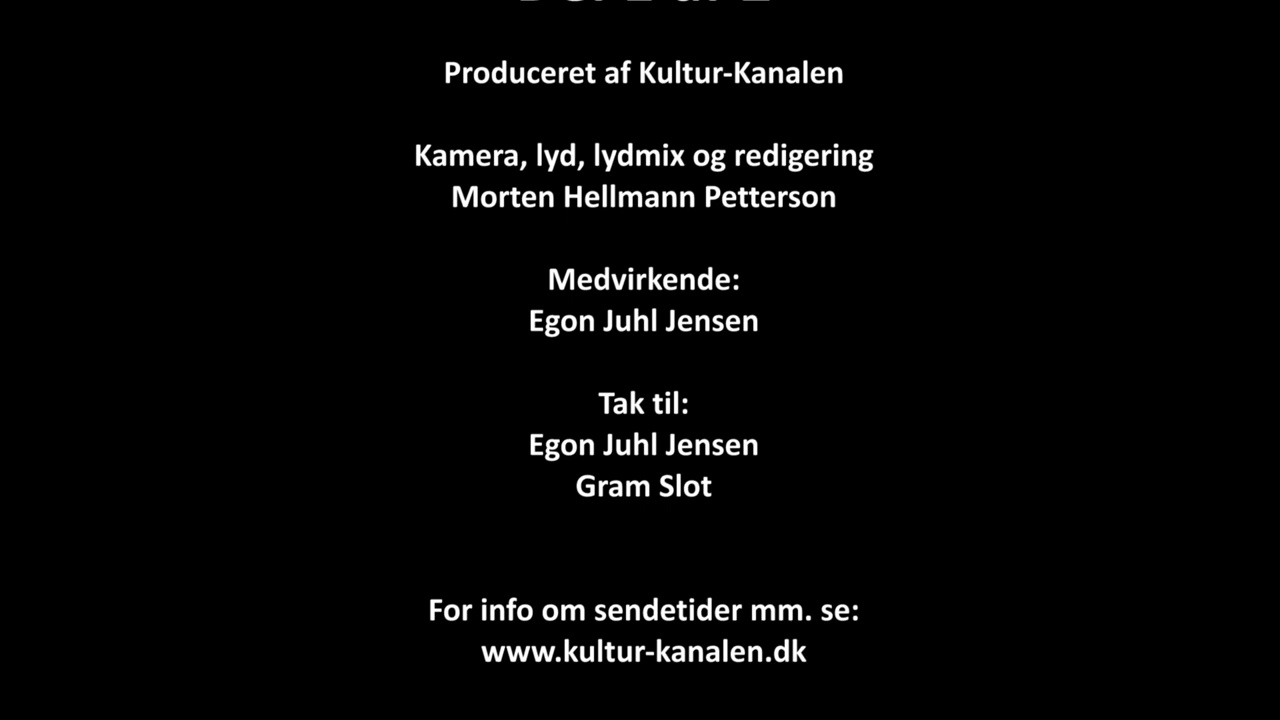 Produceret af Kultur-Kanalen
Kamera, lyd, lydmix og redigering
Morten Hellmann Petterson
Medvirkende:
Egon Juhl Jensen
Tak til:
Egon Juhl Jensen
Gram Slot
For info om sendetider mm. se:
www.kultur-kanalen.dk